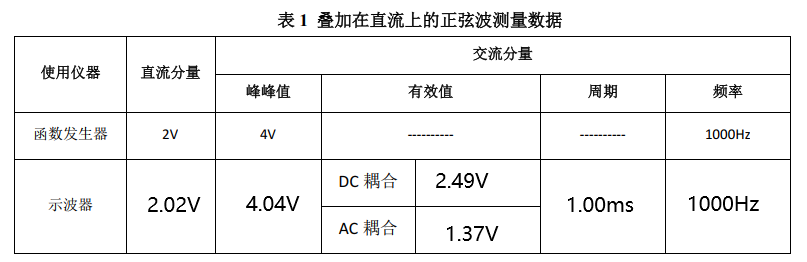 表 1 叠加在直流上的正弦波测量数据
使用仪器 直流分量 交流分量
峰峰值 有效值 周期 频率
函数发生器 2V 4V ---------- ---------- 1000Hz
示波器 2.02V 4.04V DC 耦合 2.49V 1.00ms 1000Hz
AC 耦合 1.37V